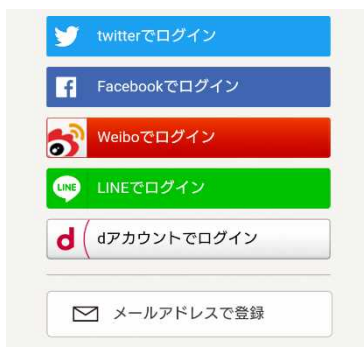 twitterでログイン
Facebookでログイン
Weiboでログイン
LINE LINEでログイン
d dアカウントでログイン
メールアドレスで登録